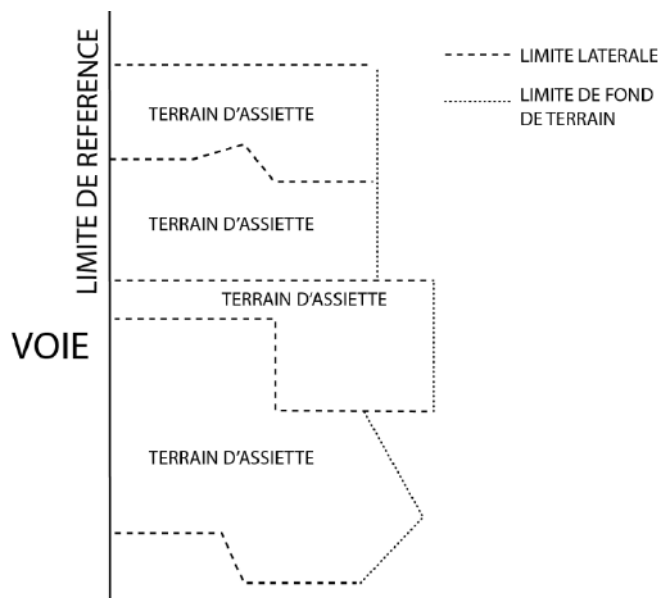 LIMITE DE REFERENCE
VOIE
TERRAIN D'ASSIETTE
TERRAIN D'ASSIETTE
TERRAIN D'ASSIETTE
TERRAIN D'ASSIETTE
LIMITE LATERALE
LIMITE DE FOND
DE TERRAIN